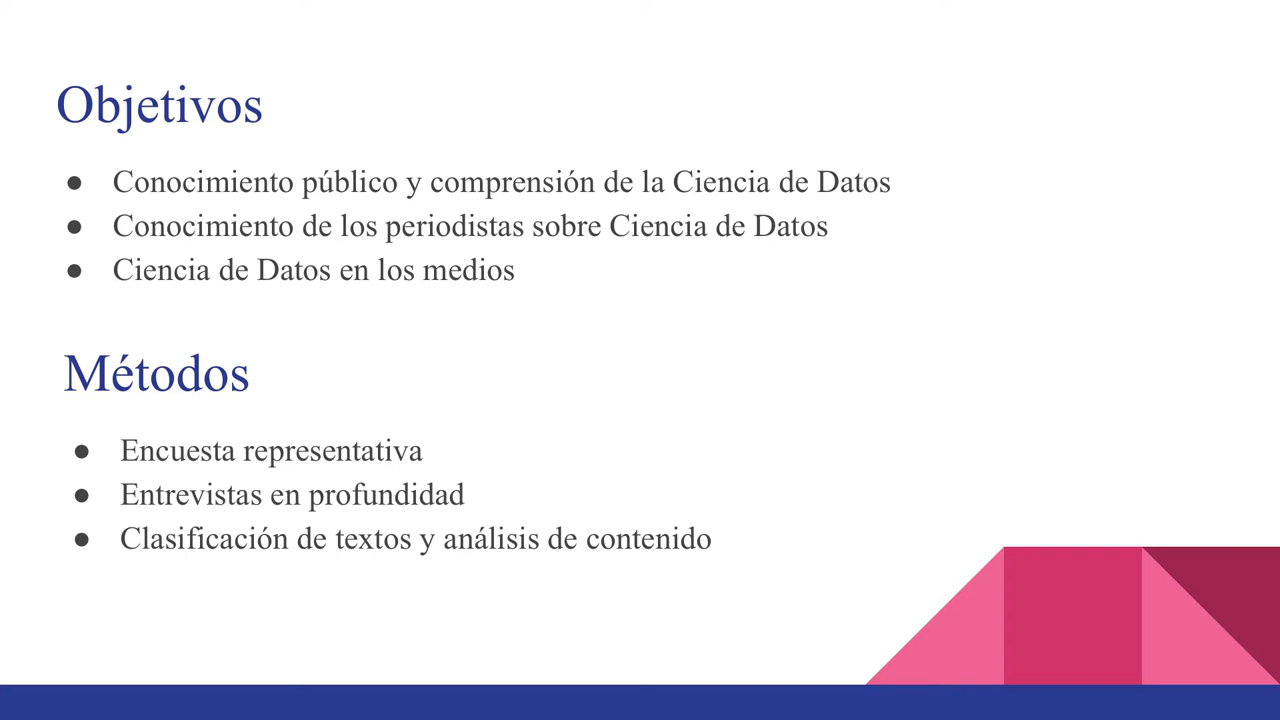 Objetivos
● Conocimiento público y comprensión de la Ciencia de Datos
● Conocimiento de los periodistas sobre Ciencia de Datos
● Ciencia de Datos en los medios
Métodos
● Encuesta representativa
● Entrevistas en profundidad
● Clasificación de textos y análisis de contenido